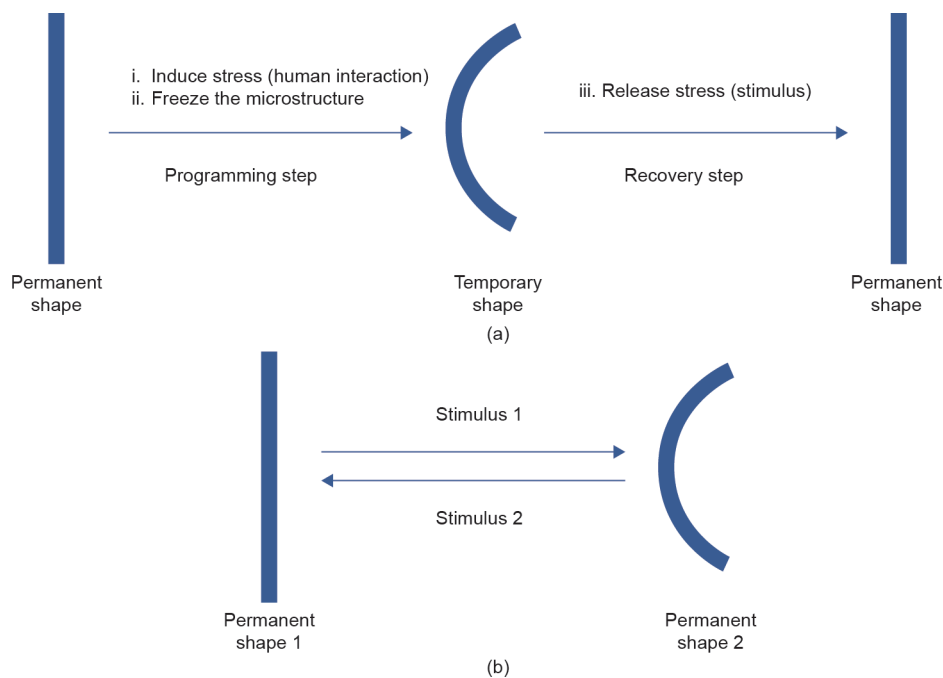 i. Induce stress (human interaction)
ii. Freeze the microstructure
Programming step
iii. Release stress (stimulus)
Recovery step
Permanent
shape
Temporary
shape
Permanent
shape
(a)
Stimulus 1
Stimulus 2
Permanent
shape 1
Permanent
shape 2
(b)